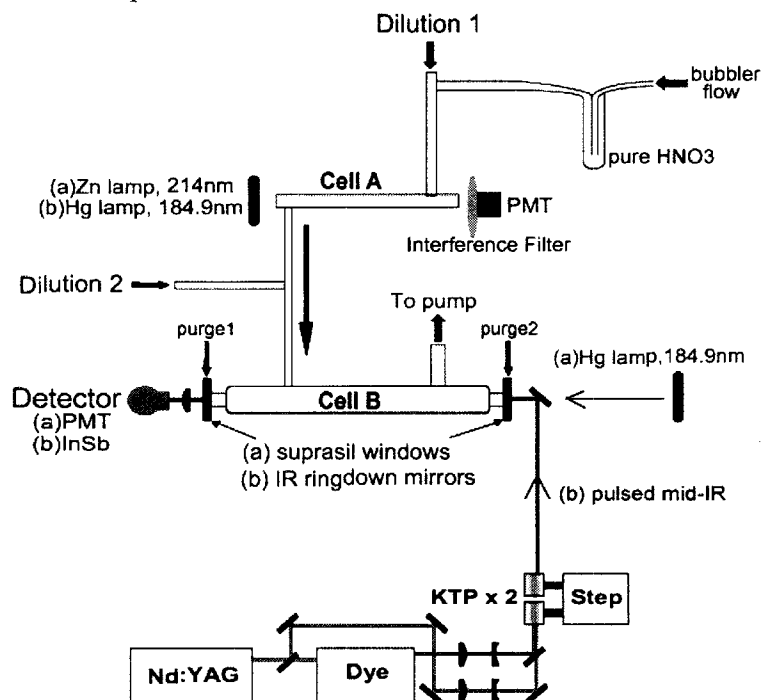 Dilution 1
bubbler
flow
pure HNO3
Cell A
(a)Zn lamp, 214nm
(b)Hg lamp, 184.9nm
PMT
Interference Filter
Dilution 2
To pump
purge1
purge2
(a)Hg lamp,184.9nm
Detector
(a)PMT
(b)InSb
Cell B
(a) suprasil windows
(b) IR ringdown mirrors
(b) pulsed mid-IR
KTP x 2
Step
Nd:YAG
Dye